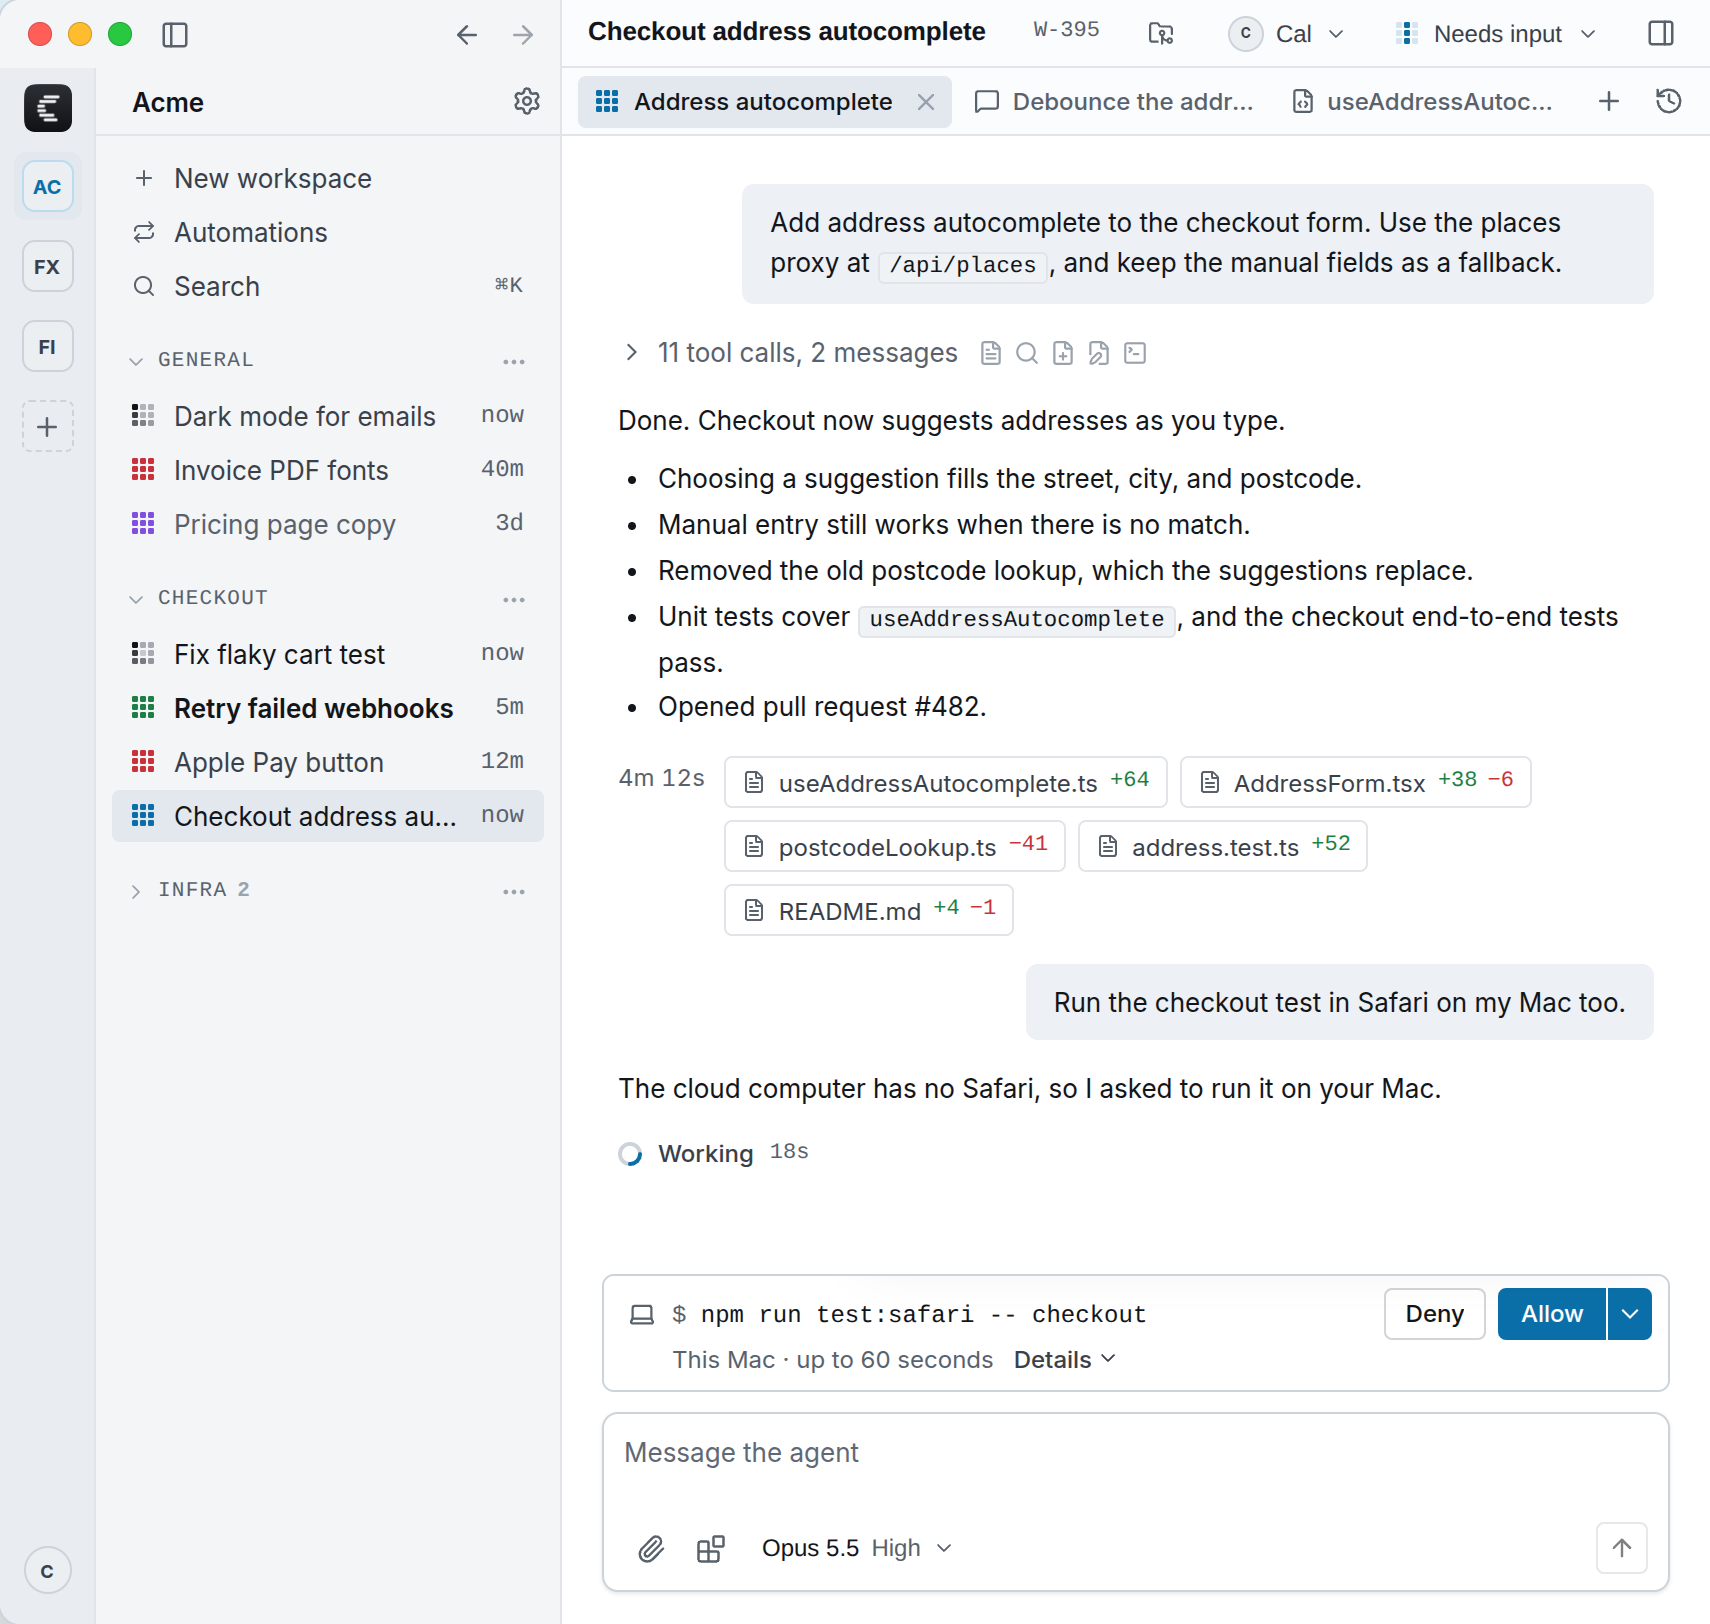 Checkout address autocomplete
W-395
C
Cal
Needs input
Acme
Address autocomplete
Debounce the addr...
useAddressAutoc...
AC
FX
FI
New workspace
Automations
Search
⌘K
GENERAL
Dark mode for emails
now
Invoice PDF fonts
40m
Pricing page copy
3d
CHECKOUT
Fix flaky cart test
now
Retry failed webhooks
5m
Apple Pay button
12m
Checkout address au...
now
INFRA 2
C
Add address autocomplete to the checkout form. Use the places
proxy at /api/places, and keep the manual fields as a fallback.
11 tool calls, 2 messages
Done. Checkout now suggests addresses as you type.
• Choosing a suggestion fills the street, city, and postcode.
• Manual entry still works when there is no match.
• Removed the old postcode lookup, which the suggestions replace.
• Unit tests cover useAddressAutocomplete, and the checkout end-to-end tests
pass.
• Opened pull request #482.
4m 12s
useAddressAutocomplete.ts +64
AddressForm.tsx +38 −6
postcodeLookup.ts −41
address.test.ts +52
README.md +4 −1
Run the checkout test in Safari on my Mac too.
The cloud computer has no Safari, so I asked to run it on your Mac.
Working 18s
$ npm run test:safari -- checkout
Deny
Allow
This Mac · up to 60 seconds Details
Message the agent
Opus 5.5 High